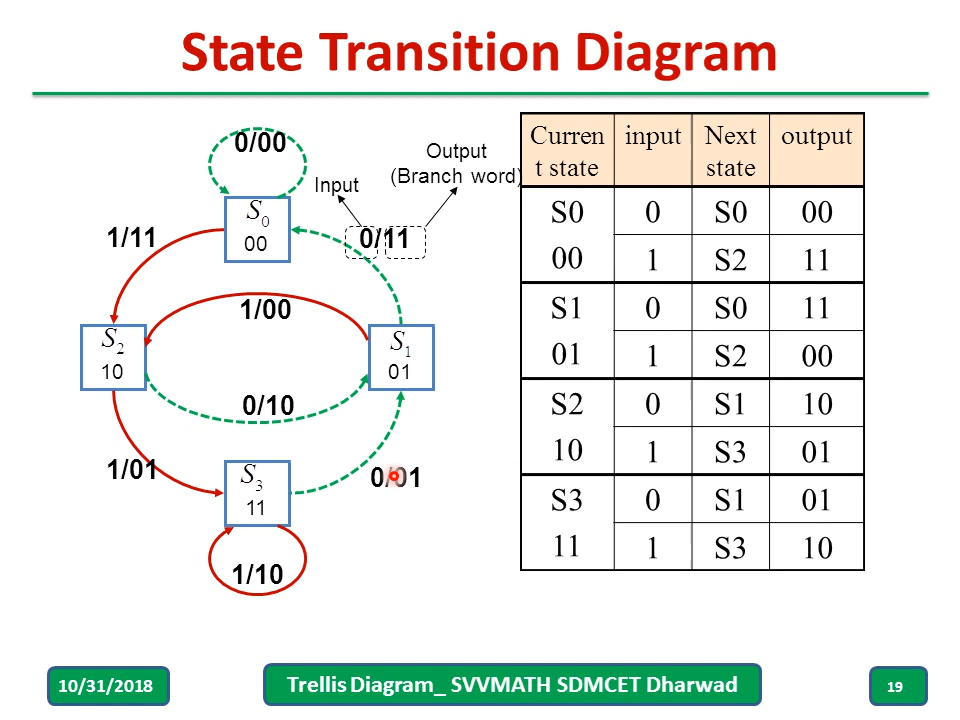 State Transition Diagram
0/00
Output
(Branch word)
Input
S0
00
1/11
0/11
1/00
S2
10
S1
01
0/10
1/01
S3
11
0/01
1/10
Curren input Next output
t state state
S0 0 S0 00
00 1 S2 11
S1 0 S0 11
01 1 S2 00
S2 0 S1 10
10 1 S3 01
S3 0 S1 01
11 1 S3 10
10/31/2018
Trellis Diagram_ SVVMATH SDMCET Dharwad
19